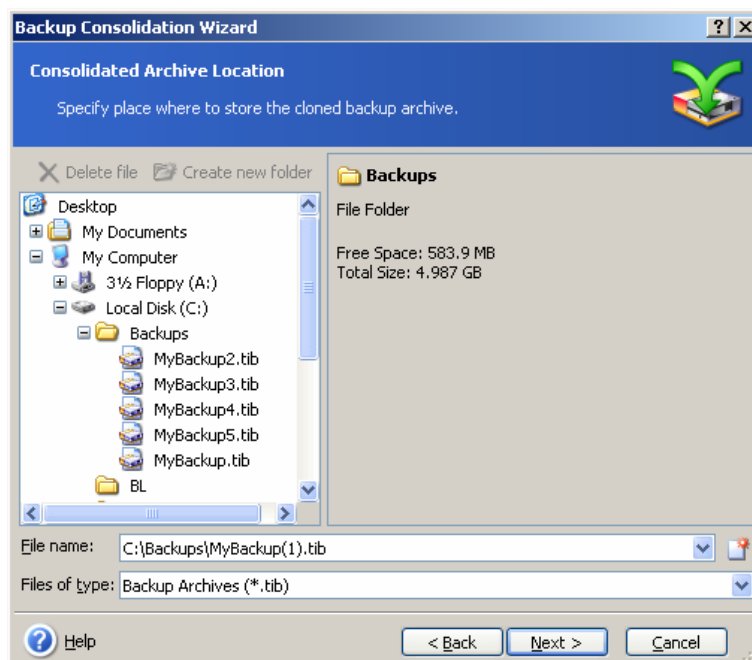 Backup Consolidation Wizard
Consolidated Archive Location
Specify place where to store the cloned backup archive.
Delete file Create new folder
Desktop
My Documents
My Computer
3½ Floppy (A:)
Local Disk (C:)
Backups
MyBackup2.tib
MyBackup3.tib
MyBackup4.tib
MyBackup5.tib
MyBackup.tib
BL
Backups
File Folder
Free Space: 583.9 MB
Total Size: 4.987 GB
File name: C:\Backups\MyBackup(1).tib
Files of type: Backup Archives (*.tib)
Help < Back Next > Cancel